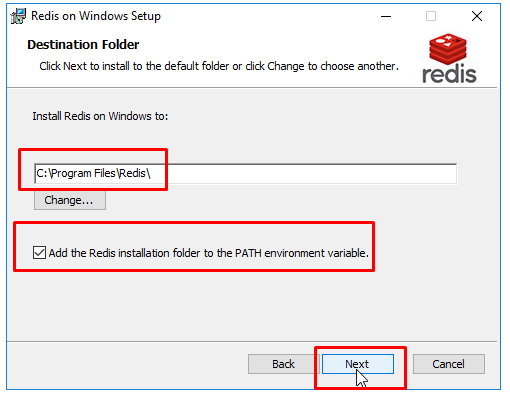 Redis on Windows Setup
Destination Folder
Click Next to install to the default folder or click Change to choose another.
redis
Install Redis on Windows to:
C:\Program Files\Redis\
Change...
Add the Redis installation folder to the PATH environment variable.
Back
Next
Cancel